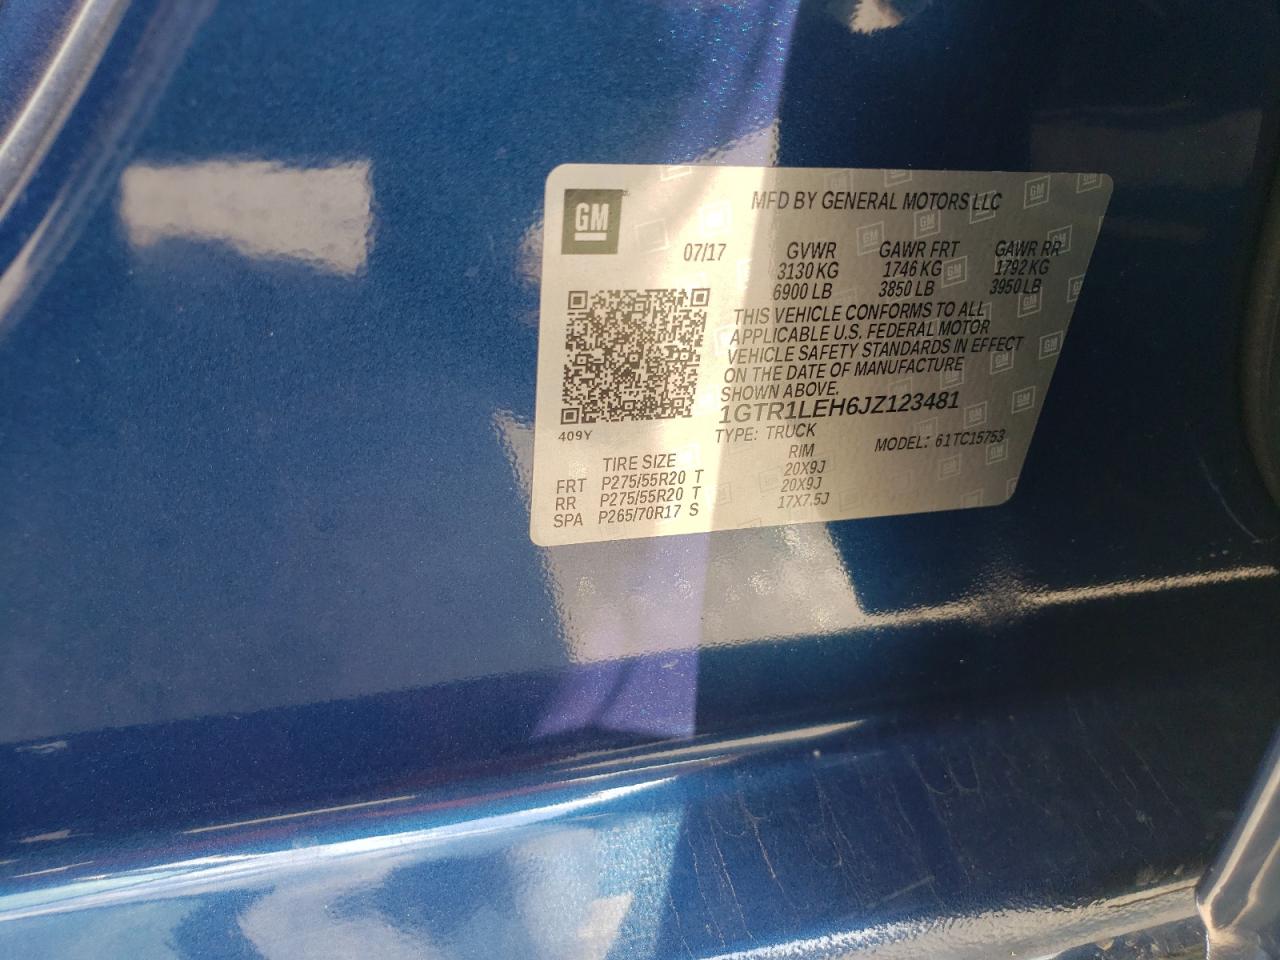 GM
MFD BY GENERAL MOTORS LLC
07/17 GVWR GAWR FRT GAWR RR
3130 KG 1746 KG 1792 KG
6900 LB 3850 LB 3950 LB
THIS VEHICLE CONFORMS TO ALL
APPLICABLE U.S. FEDERAL MOTOR
VEHICLE SAFETY STANDARDS IN EFFECT
ON THE DATE OF MANUFACTURE
SHOWN ABOVE.
1GTR1LEH6JZ123481
409Y
TYPE: TRUCK MODEL: 61TC15753
TIRE SIZE RIM
FRT P275/55R20 T 20X9J
RR P275/55R20 T 20X9J
SPA P265/70R17 S 17X7.5J